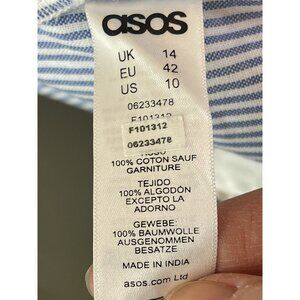 asos
UK 14
EU 42
US 10
06233478
F101312
F101312
06233478
100% COTON SAUF
GARNITURE
TEJIDO
100% ALGODÓN
EXCEPTO LA
ADORNO
GEWEBE:
100% BAUMWOLLE
AUSGENOMMEN
BESATZE
MADE IN INDIA
asos.com Ltd